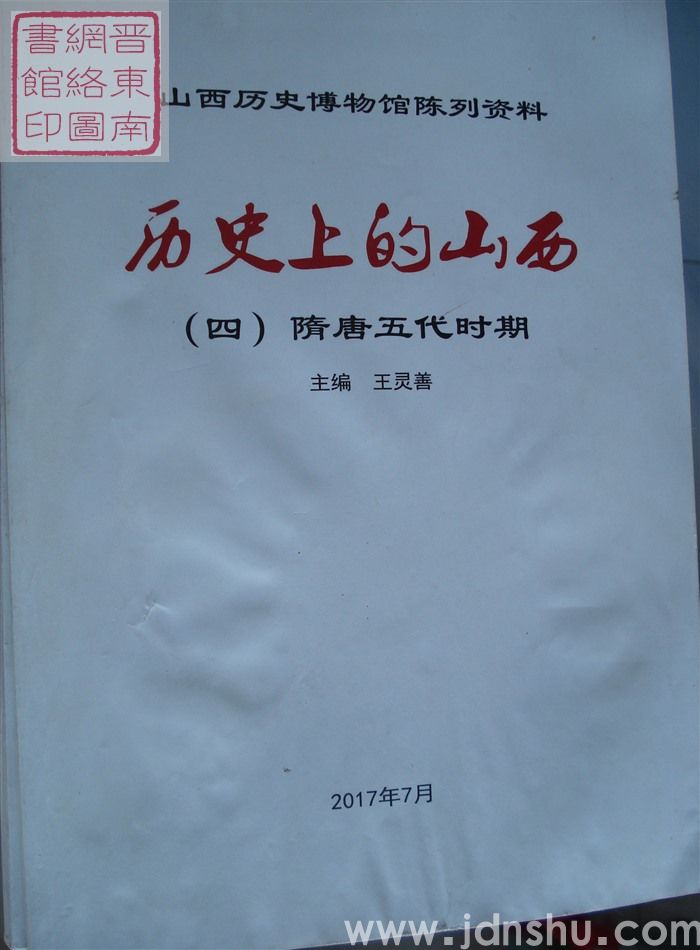 晋东南
網絡圖
書館印
山西历史博物馆陈列资料
历史上的山西
（四）隋唐五代时期
主编 王灵善
2017年7月
www.jdnshu.com